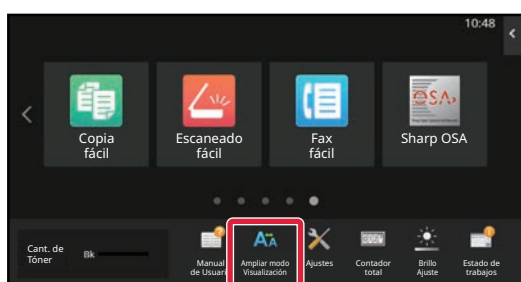 10:48
Copia
fácil
Escaneado
fácil
Fax
fácil
OSA
Sharp OSA
Cant. de
Tóner
Bk
Manual
de Usuari
AA
Ampliar modo
Visualización
Ajustes
Contador
total
Brillo
Ajuste
Estado de
trabajos